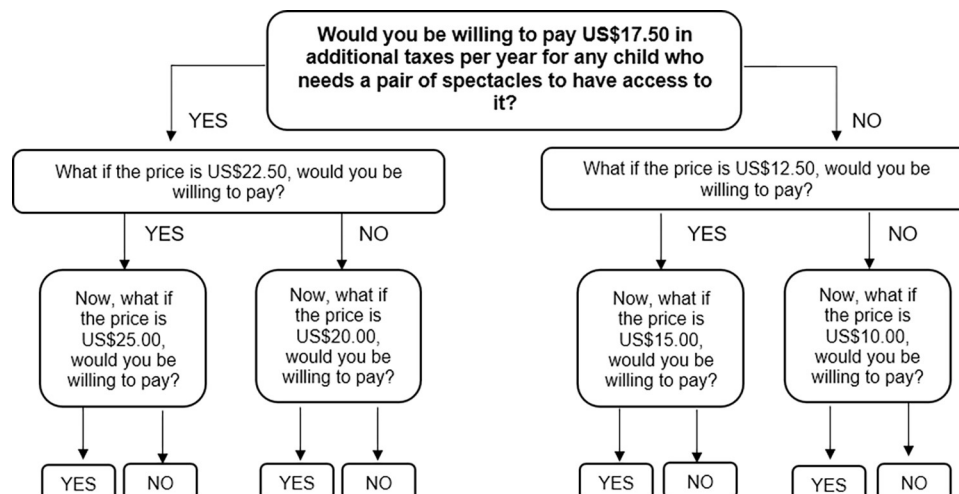 Would you be willing to pay US$17.50 in
additional taxes per year for any child who
needs a pair of spectacles to have access to
it?
YES
NO
What if the price is US$22.50, would you be
willing to pay?
What if the price is US$12.50, would you be
willing to pay?
YES
NO
YES
NO
Now, what if
the price is
US$25.00,
would you be
willing to pay?
Now, what if
the price is
US$20.00,
would you be
willing to pay?
Now, what if
the price is
US$15.00,
would you be
willing to pay?
Now, what if
the price is
US$10.00,
would you be
willing to pay?
YES
NO
YES
NO
YES
NO
YES
NO